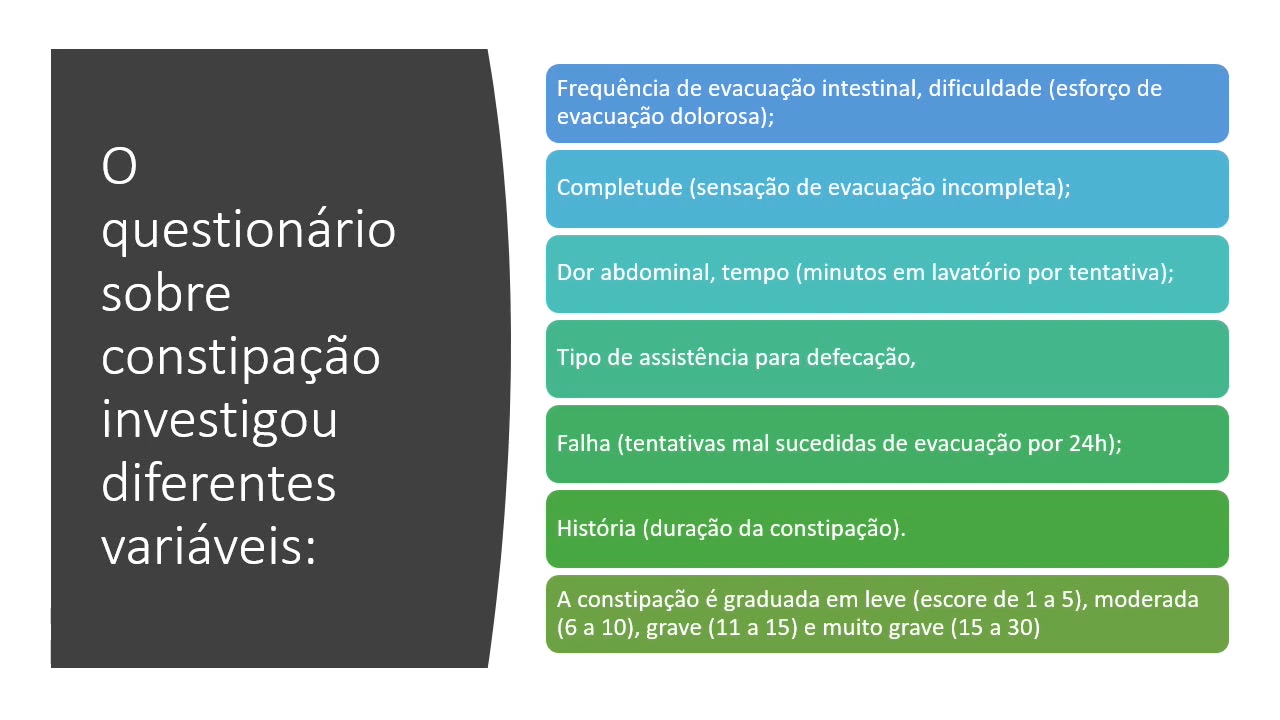 O
questionário
sobre
constipação
investigou
diferentes
variáveis:
Frequência de evacuação intestinal, dificuldade (esforço de
evacuação dolorosa);
Completude (sensação de evacuação incompleta);
Dor abdominal, tempo (minutos em lavatório por tentativa);
Tipo de assistência para defecação,
Falha (tentativas mal sucedidas de evacuação por 24h);
História (duração da constipação).
A constipação é graduada em leve (escore de 1 a 5), moderada
(6 a 10), grave (11 a 15) e muito grave (15 a 30)